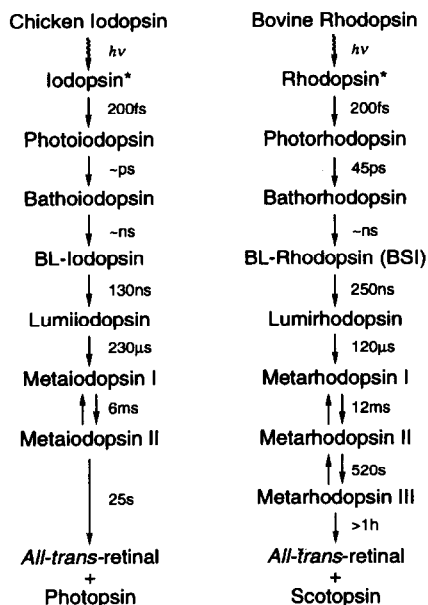 Chicken Iodopsin
hν
Iodopsin*
200fs
Photoiodopsin
~ps
Bathoiodopsin
~ns
BL-Iodopsin
130ns
Lumiiodopsin
230μs
Metaiodopsin I
6ms
Metaiodopsin II
25s
All-trans-retinal
+
Photopsin
Bovine Rhodopsin
hν
Rhodopsin*
200fs
Photorhodopsin
45ps
Bathorhodopsin
~ns
BL-Rhodopsin (BSI)
250ns
Lumirhodopsin
120μs
Metarhodopsin I
12ms
Metarhodopsin II
520s
Metarhodopsin III
>1h
All-trans-retinal
+
Scotopsin